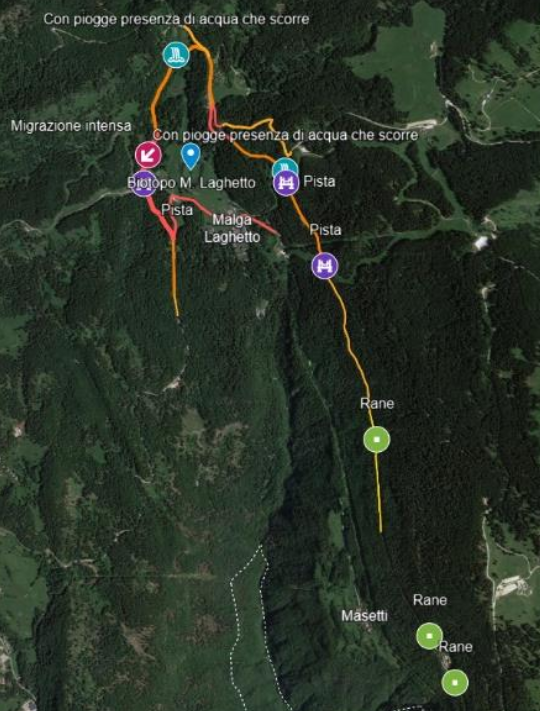 Con piogge presenza di acqua che scorre
Migrazione intensa
Con piogge presenza di acqua che scorre
Biotopo M. Laghetto
Pista
Pista
Malga
Laghetto
Pista
Rane
Rane
Masetti
Rane